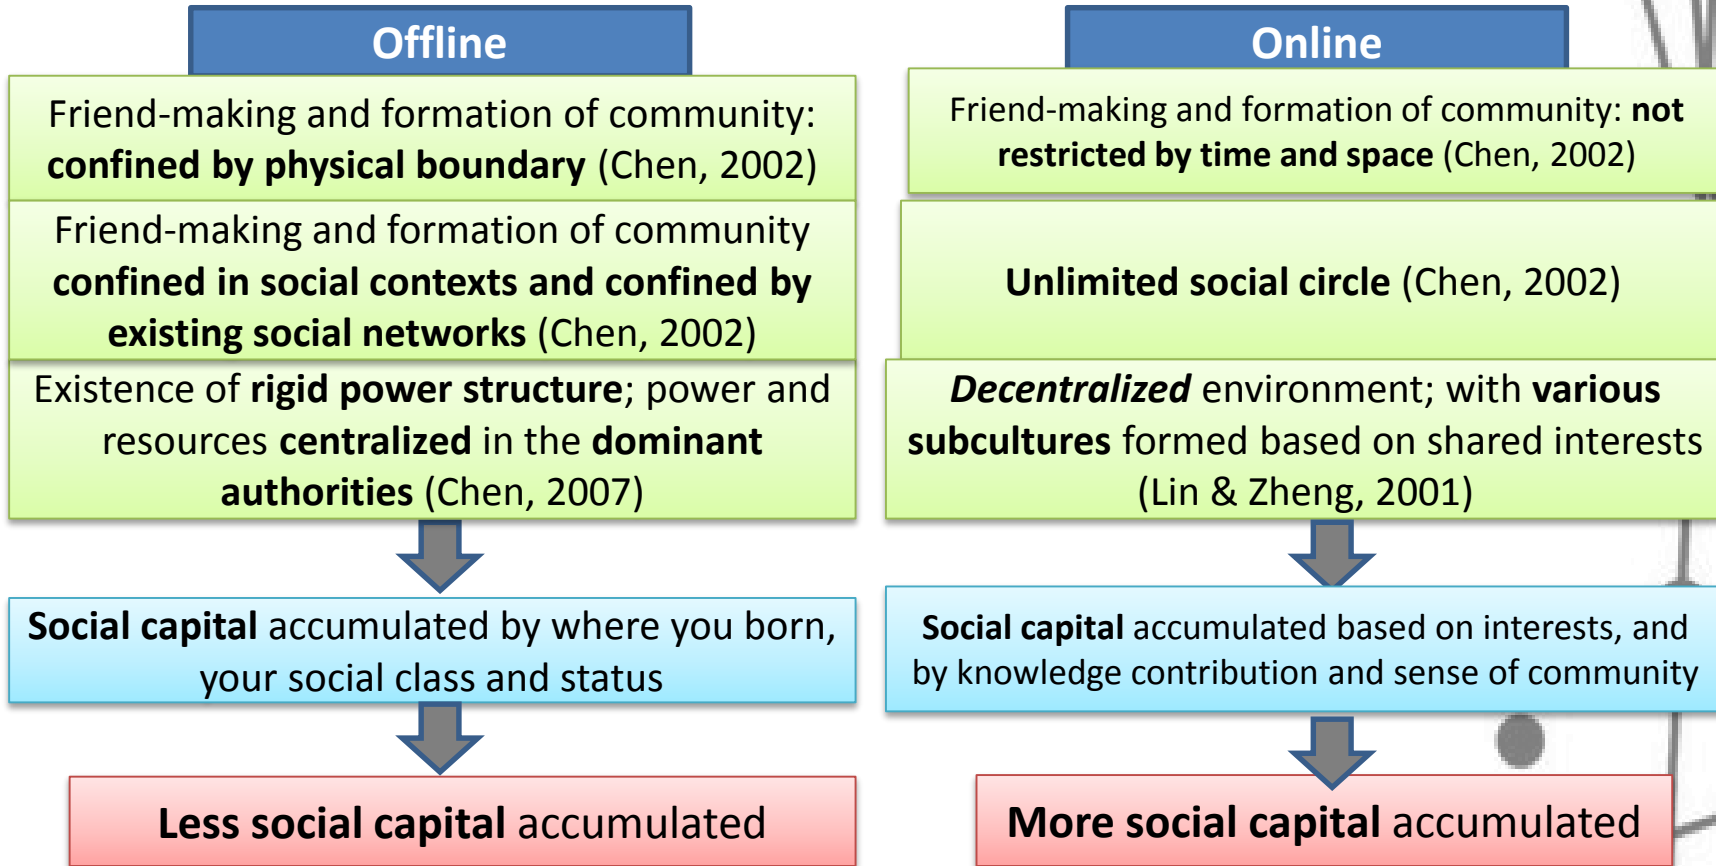 Offline
Friend-making and formation of community:
confined by physical boundary (Chen, 2002)
Friend-making and formation of community
confined in social contexts and confined by
existing social networks (Chen, 2002)
Existence of rigid power structure; power and
resources centralized in the dominant
authorities (Chen, 2007)
Social capital accumulated by where you born,
your social class and status
Less social capital accumulated
Online
Friend-making and formation of community: not
restricted by time and space (Chen, 2002)
Unlimited social circle (Chen, 2002)
Decentralized environment; with various
subcultures formed based on shared interests
(Lin & Zheng, 2001)
Social capital accumulated based on interests, and
by knowledge contribution and sense of community
More social capital accumulated